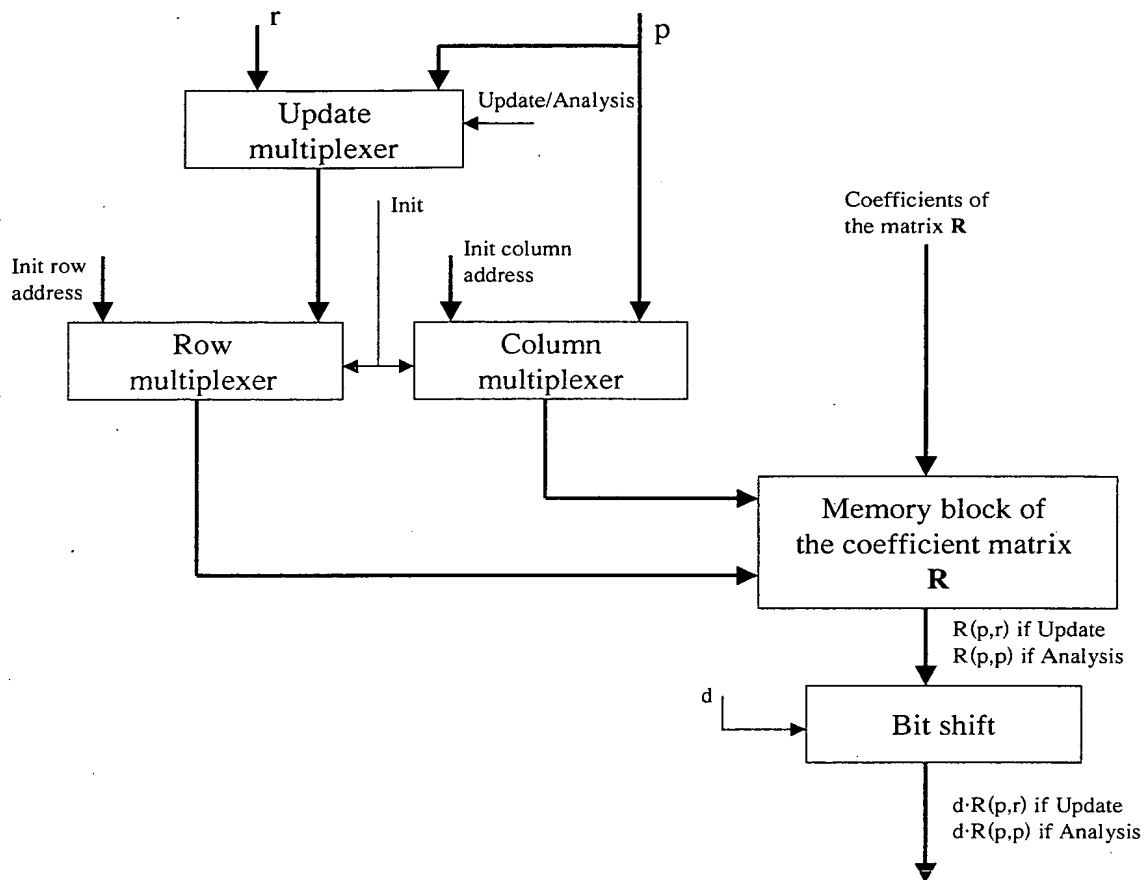 r
p
Update/Analysis
Update
multiplexer
Init
Coefficients of
the matrix R
Init row
address
Init column
address
Row
multiplexer
Column
multiplexer
Memory block of
the coefficient matrix
R
R(p,r) if Update
R(p,p) if Analysis
d
Bit shift
d·R(p,r) if Update
d·R(p,p) if Analysis